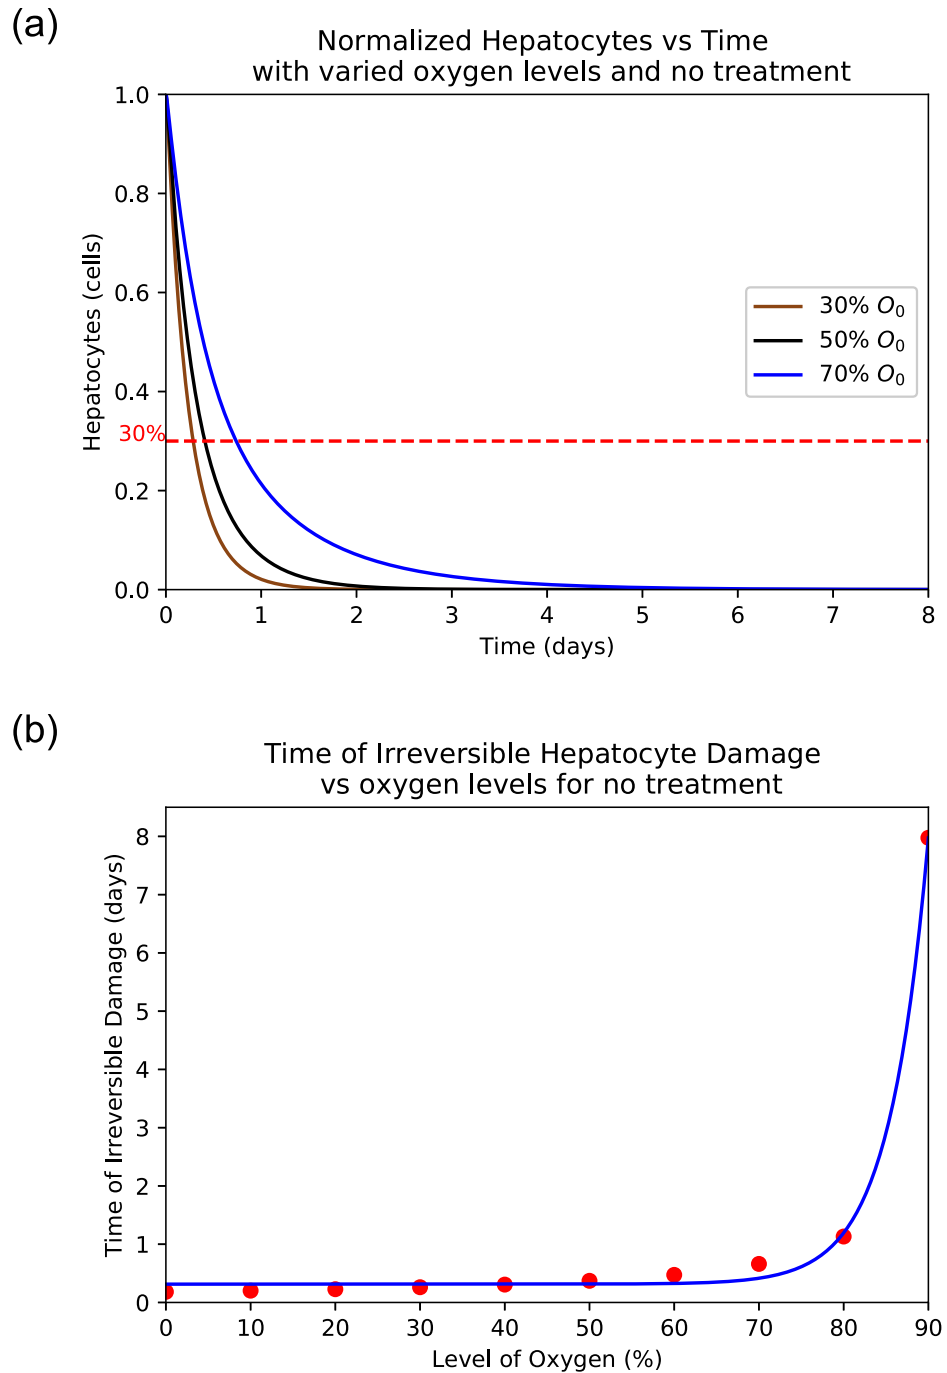 (a)
Normalized Hepatocytes vs Time
with varied oxygen levels and no treatment
1.0
0.8
0.6
0.4
30%
0.2
0.0
Hepatocytes (cells)
30% O₀
50% O₀
70% O₀
0 1 2 3 4 5 6 7 8
Time (days)
(b)
Time of Irreversible Hepatocyte Damage
vs oxygen levels for no treatment
8
7
6
5
4
3
2
1
0
Time of Irreversible Damage (days)
0 10 20 30 40 50 60 70 80 90
Level of Oxygen (%)